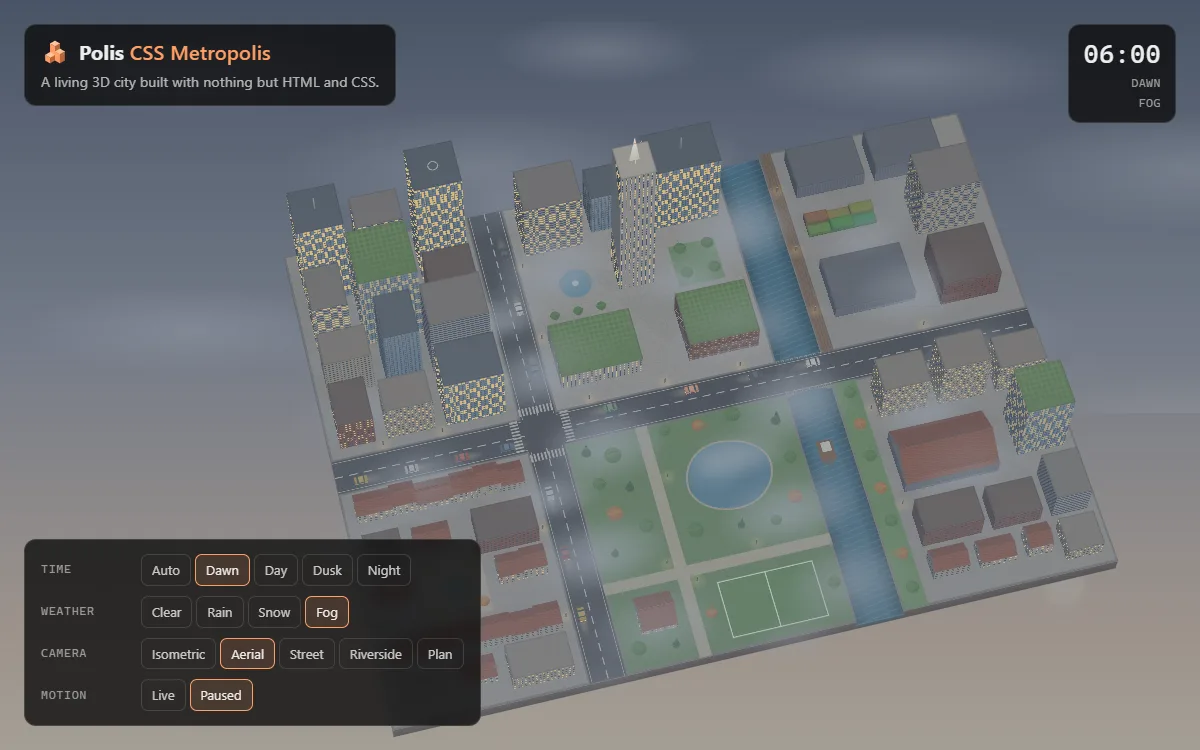 Polis CSS Metropolis
A living 3D city built with nothing but HTML and CSS.
06:00
DAWN
FOG
TIME Auto Dawn Day Dusk Night
WEATHER Clear Rain Snow Fog
CAMERA Isometric Aerial Street Riverside Plan
MOTION Live Paused